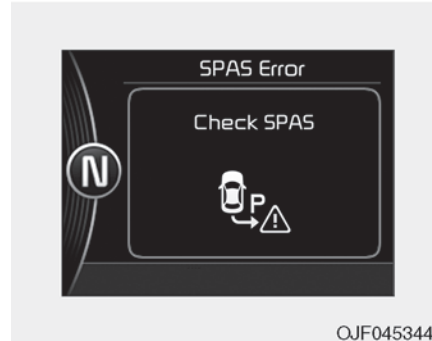 SPAS Error
Check SPAS
N
P
OJF045344